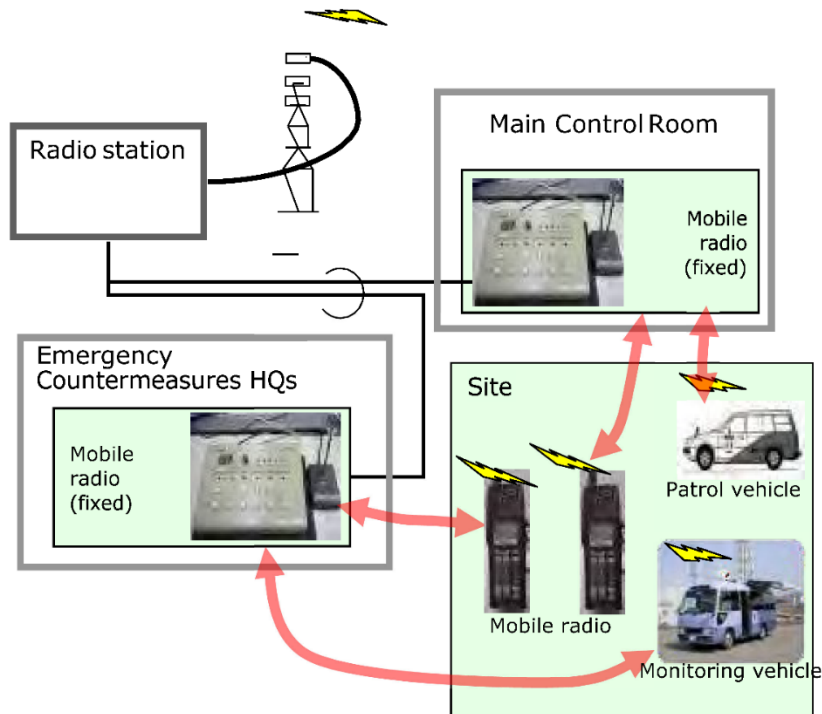 Radio station
Main Control Room
Mobile
radio
(fixed)
Emergency
Countermeasures HQs
Mobile
radio
(fixed)
Site
Patrol vehicle
Mobile radio
Monitoring vehicle